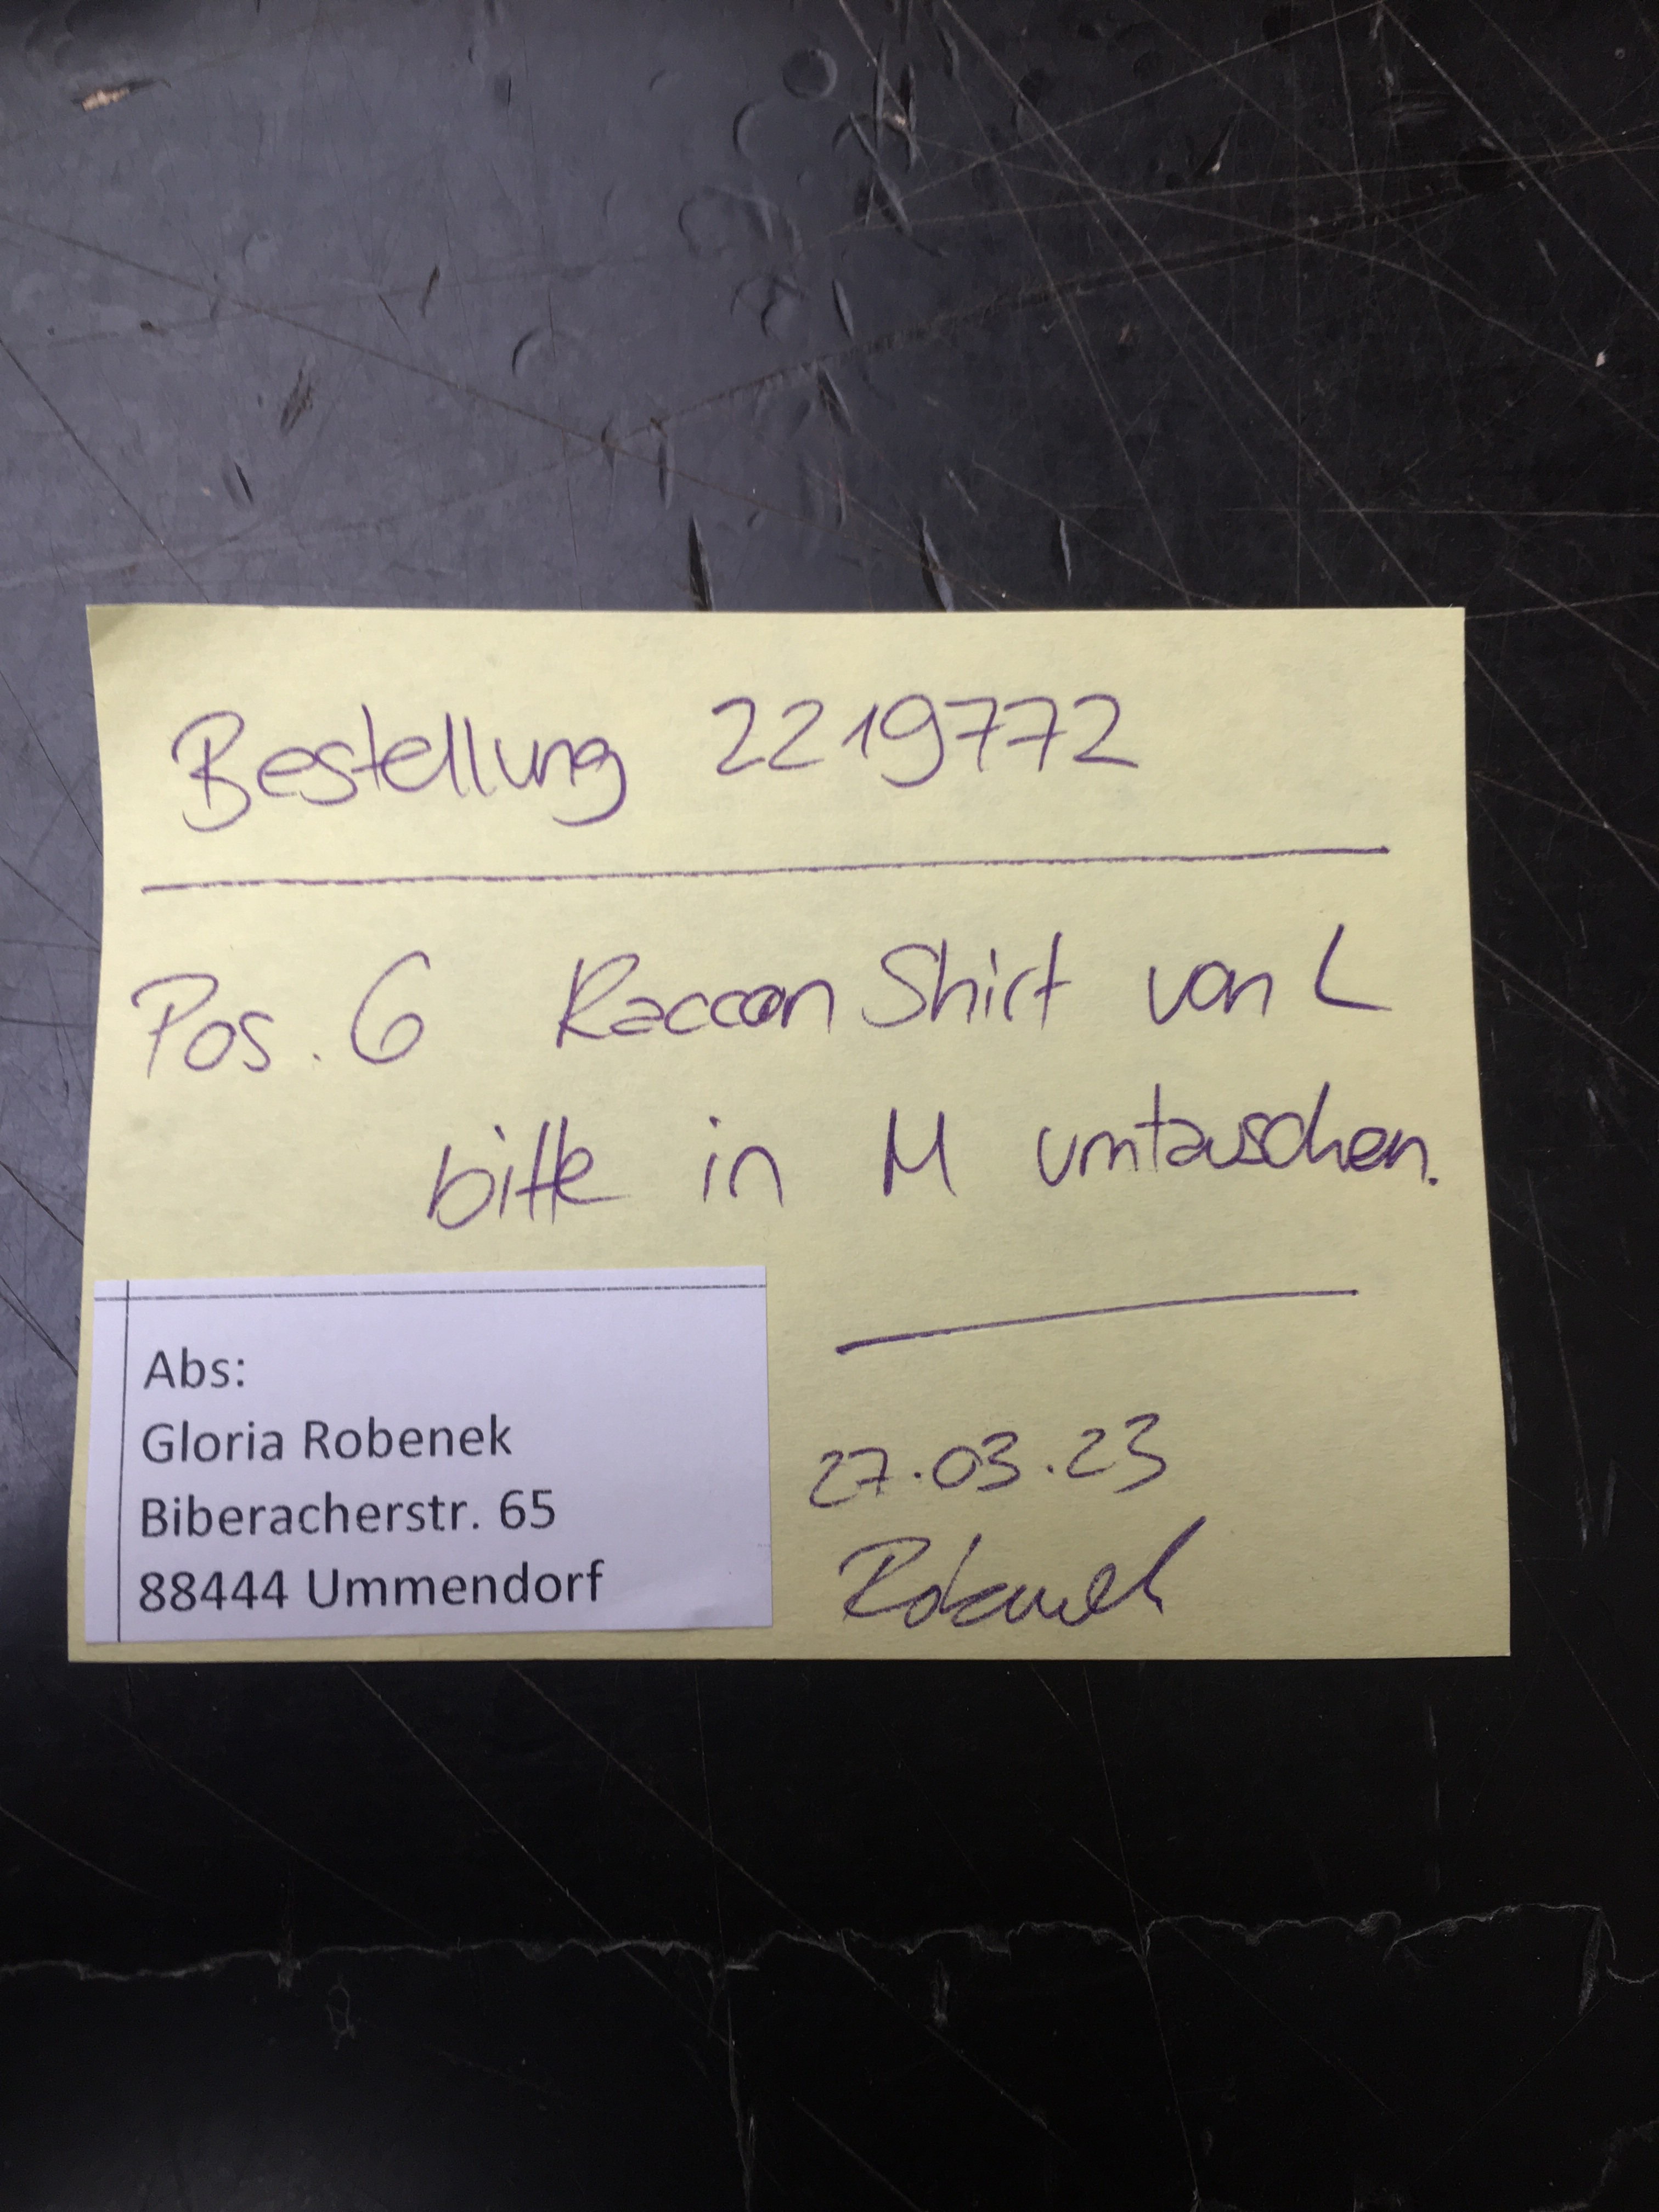 Bestellung 2219772
Pos. 6 Raccoon Shirt von L
bitte in M umtauschen.
Abs:
Gloria Robenek
Biberacherstr. 65
88444 Ummendorf
27.03.23
Robenek